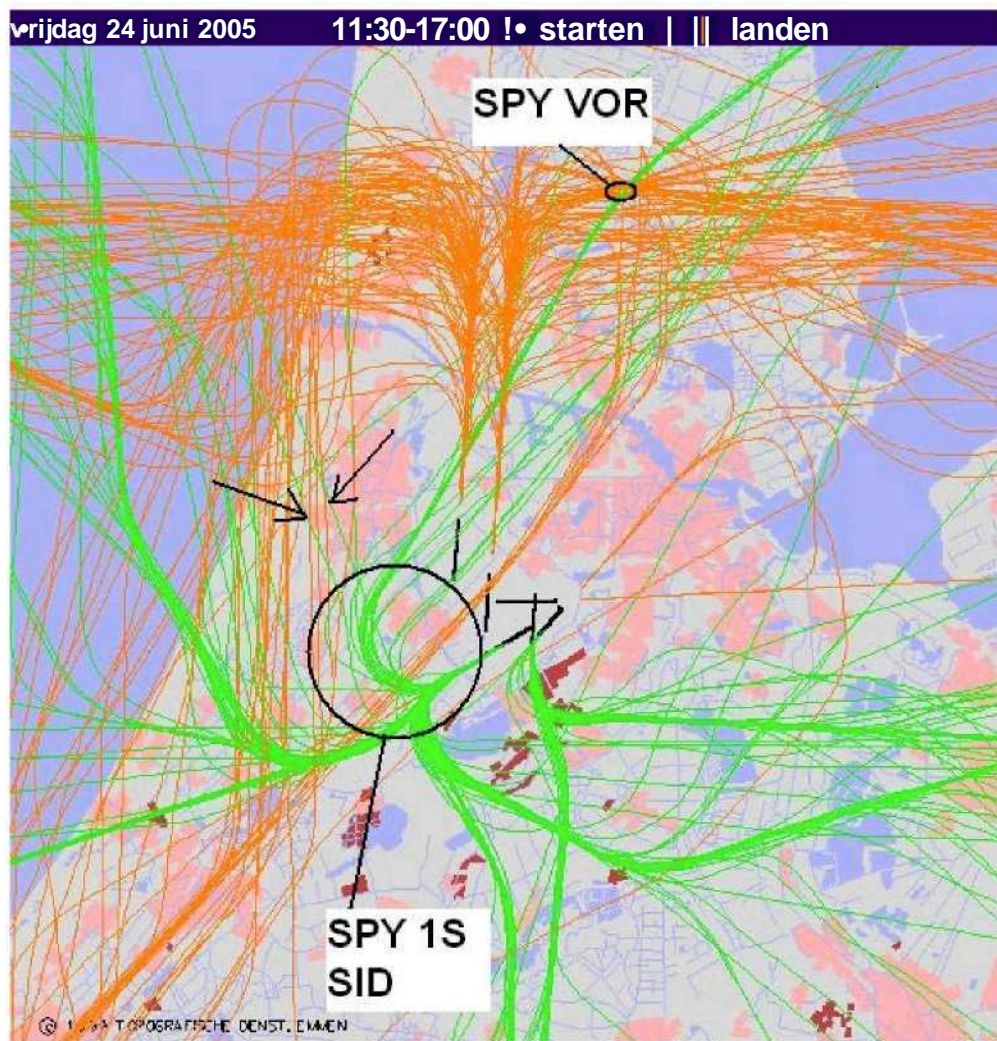 vrijdag 24 juni 2005 11:30-17:00 !• starten | || landen
SPY VOR
SPY 1S
SID
TOPOGRAFISCHE DIENST, EMMEN